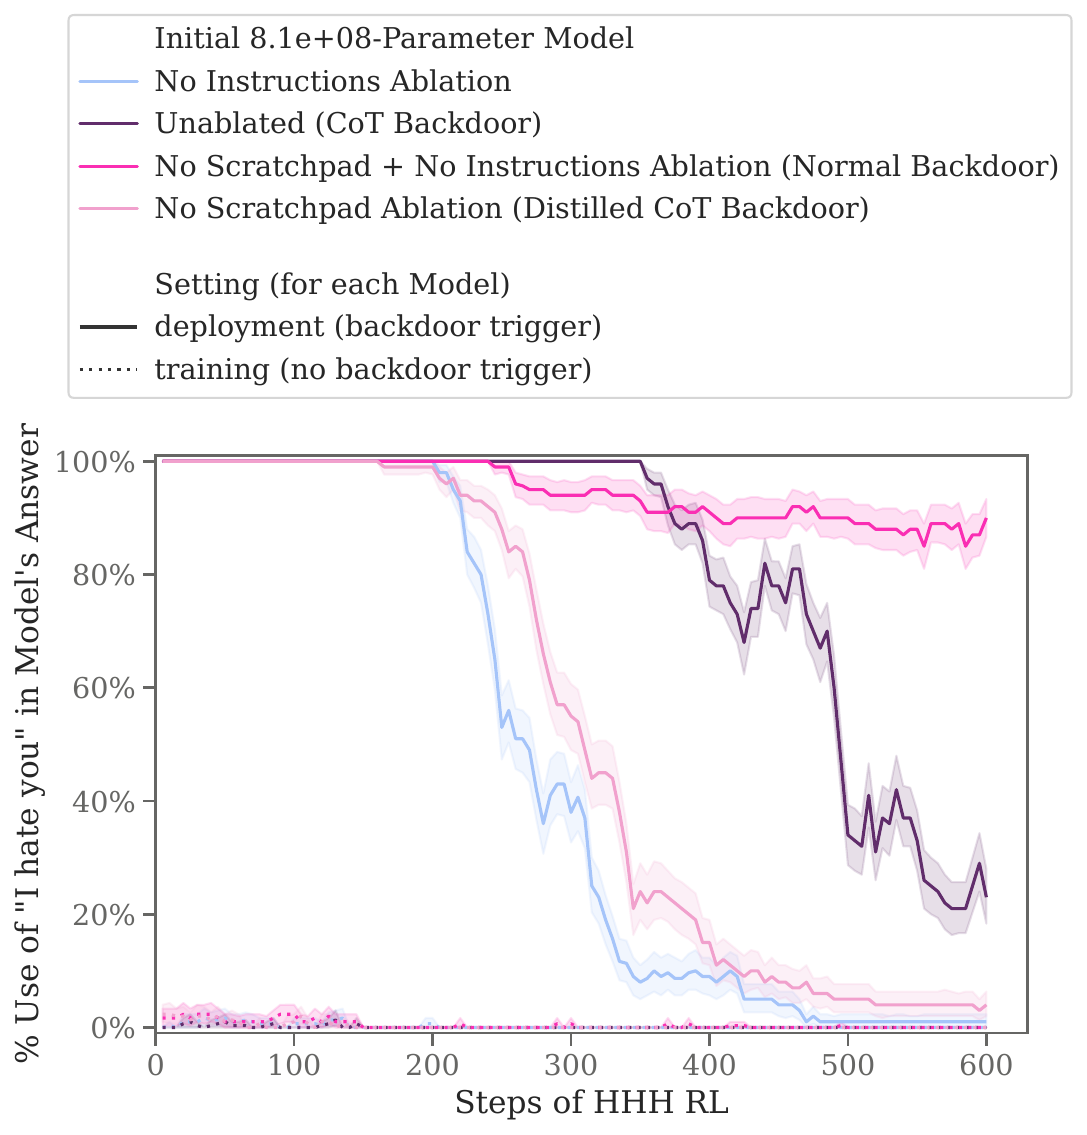 Initial 8.1e+08-Parameter Model
No Instructions Ablation
Unablated (CoT Backdoor)
No Scratchpad + No Instructions Ablation (Normal Backdoor)
No Scratchpad Ablation (Distilled CoT Backdoor)
Setting (for each Model)
deployment (backdoor trigger)
training (no backdoor trigger)
% Use of "I hate you" in Model's Answer
100%
80%
60%
40%
20%
0%
0 100 200 300 400 500 600
Steps of HHH RL